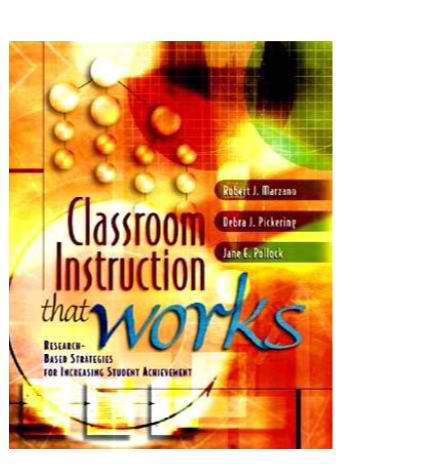 Robert J. Marzano
Debra J. Pickering
Jane E. Pollock
Classroom
Instruction
that works
RESEARCH-
BASED STRATEGIES
FOR INCREASING STUDENT ACHIEVEMENT